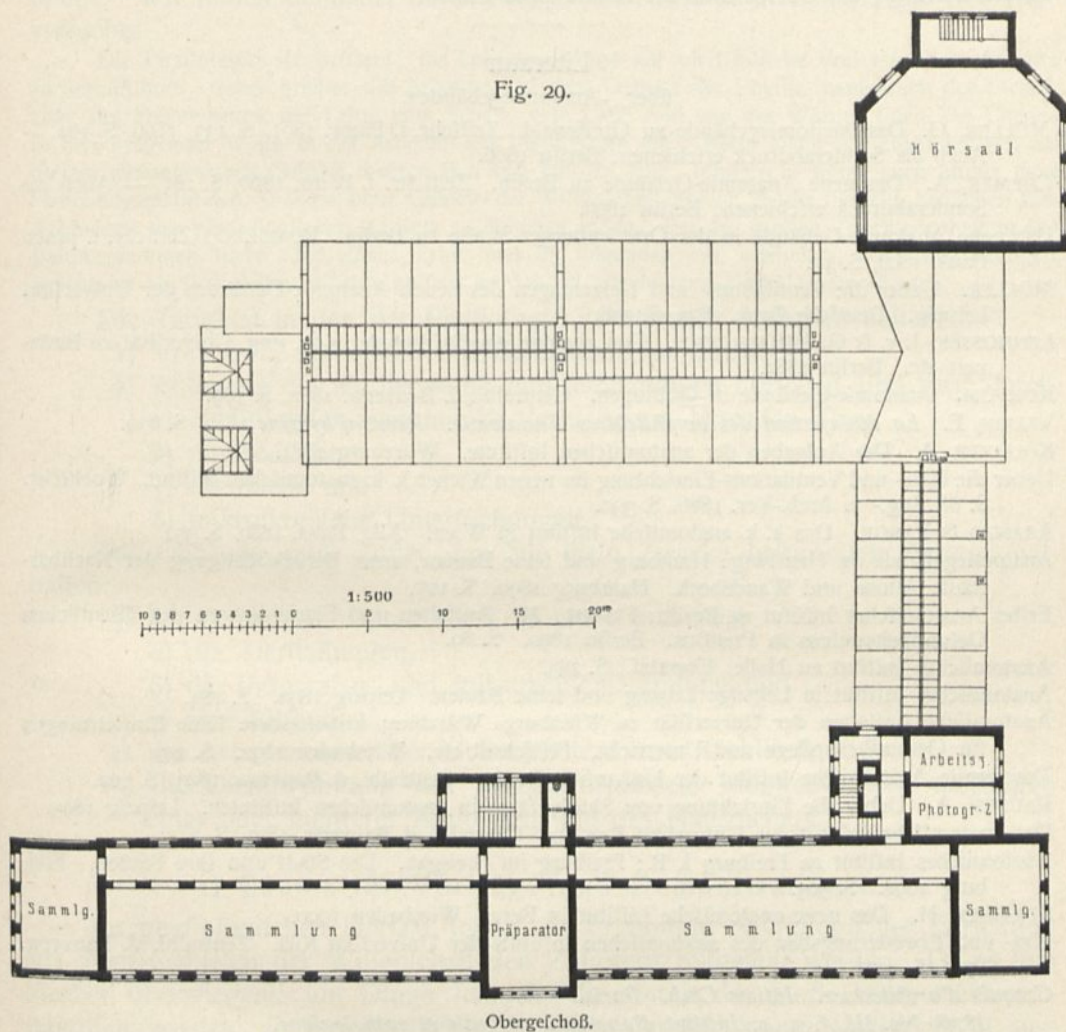 Fig. 29.
Hörsaal
1:500
10 9 8 7 6 5 4 3 2 1 0 5 10 15 20m
Arbeitsz.
Photogr-Z.
Sammlg.
Sammlung
Präparator
Sammlung
Sammlg.
Obergeſchoß.